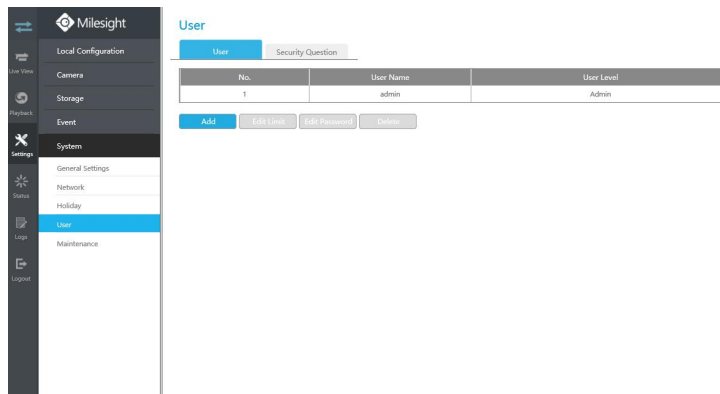 Milesight
Live View
Playback
Settings
Status
Logs
Logout
Local Configuration
Camera
Storage
Event
System
General Settings
Network
Holiday
User
Maintenance
User
User Security Question
No. User Name User Level
1 admin Admin
Add Edit Limit Edit Password Delete